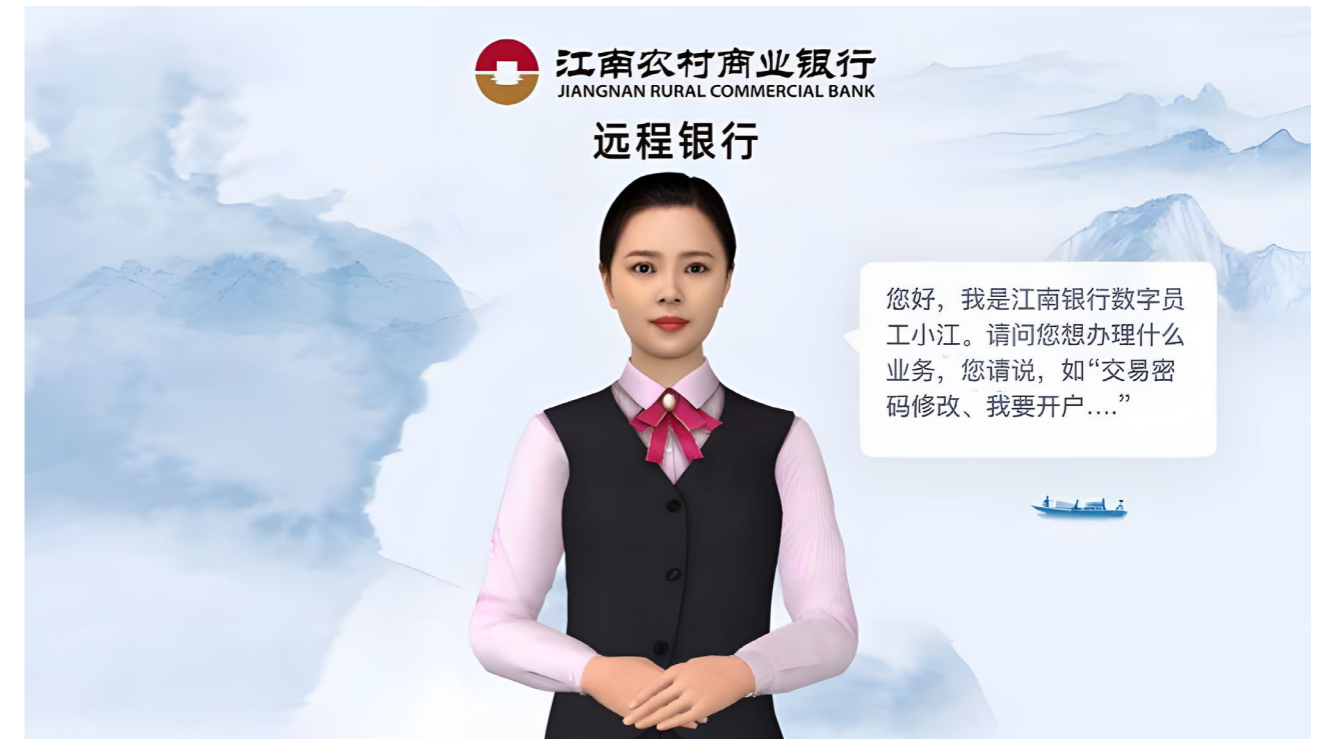 江南农村商业银行
JIANGNAN RURAL COMMERCIAL BANK
远程银行
您好，我是江南银行数字员
工小江。请问您想办理什么
业务，您请说，如“交易密
码修改、我要开户....”